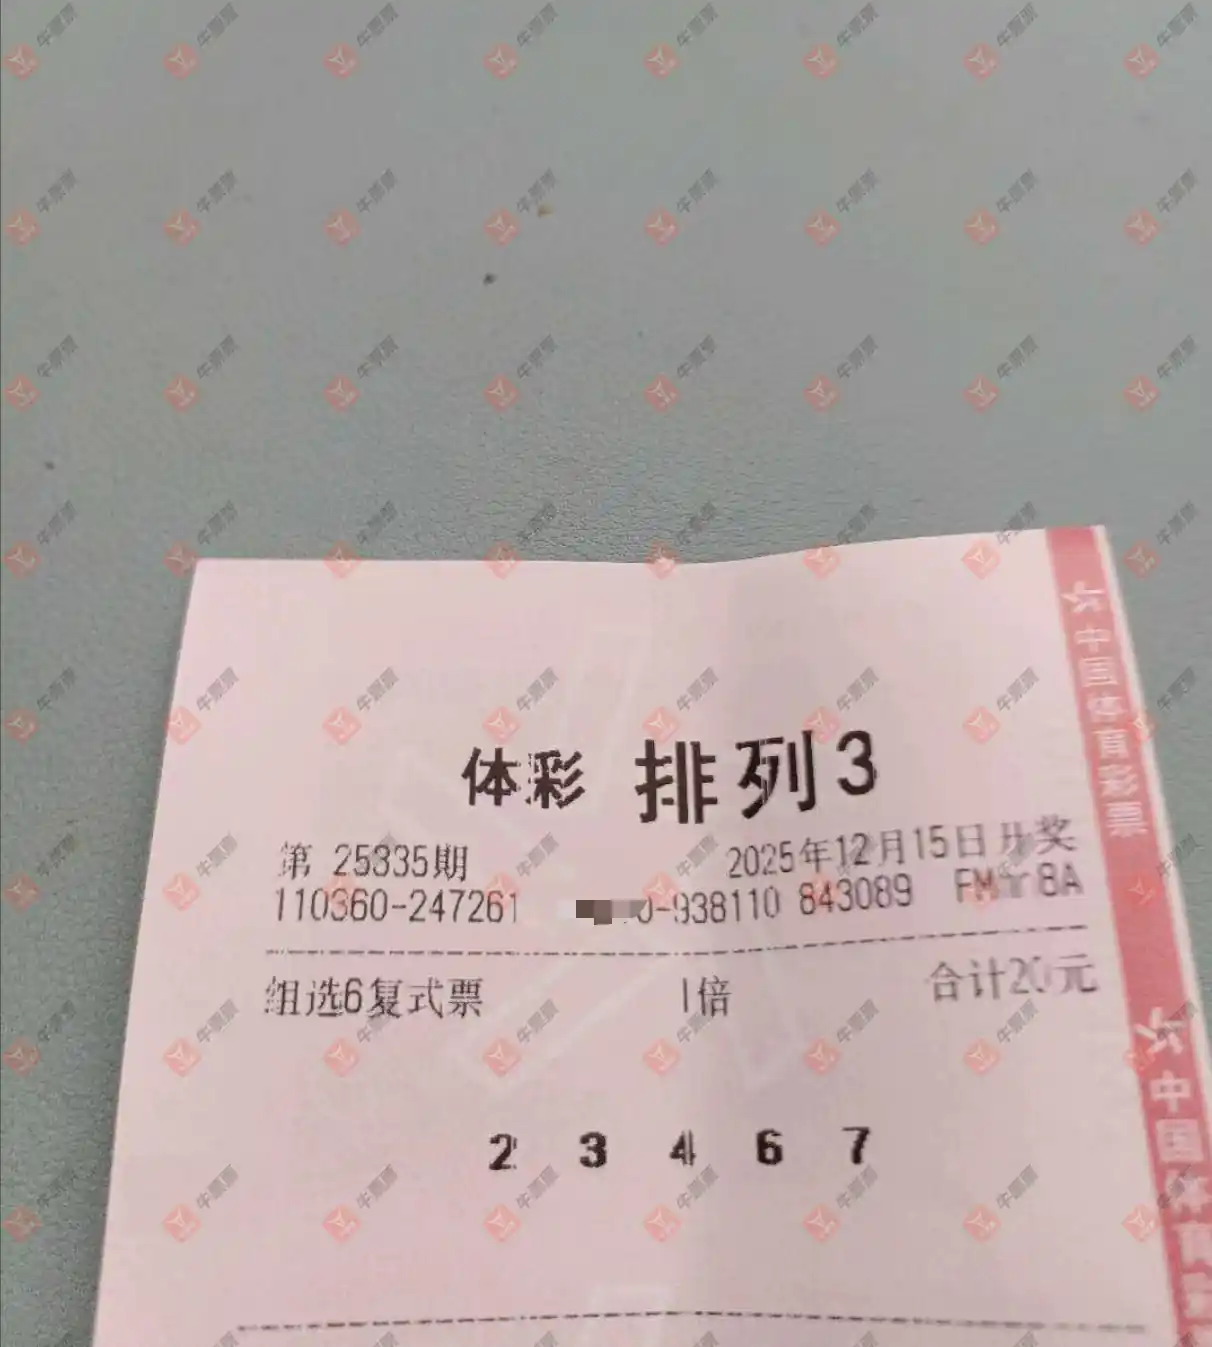 体彩 排列3
第 25335期 2025年12月15日开奖
110360-247261 0-938110 843089 8A
组选6复式票 1倍 合计20元
2 3 4 6 7
中国体育彩票
中国体育